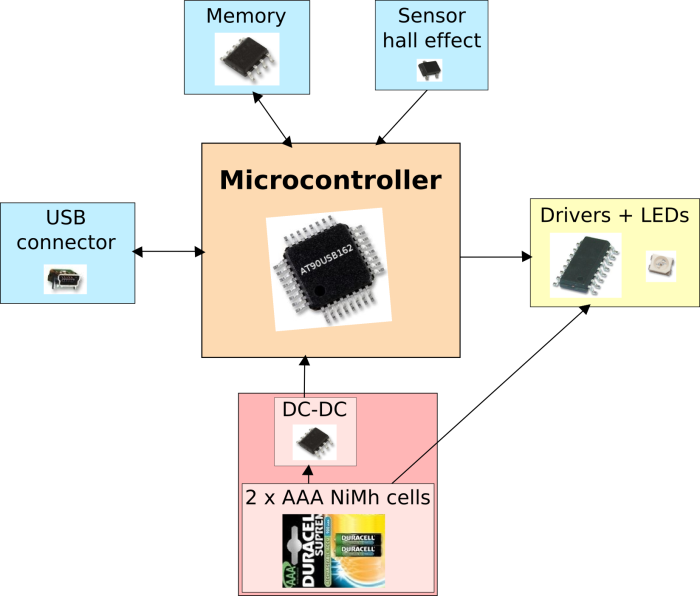 Memory
Sensor
hall effect
Microcontroller
AT90USB162
USB
connector
Drivers + LEDs
DC-DC
2 x AAA NiMh cells
AAA
DURACELL
DURACELL
DURACELL